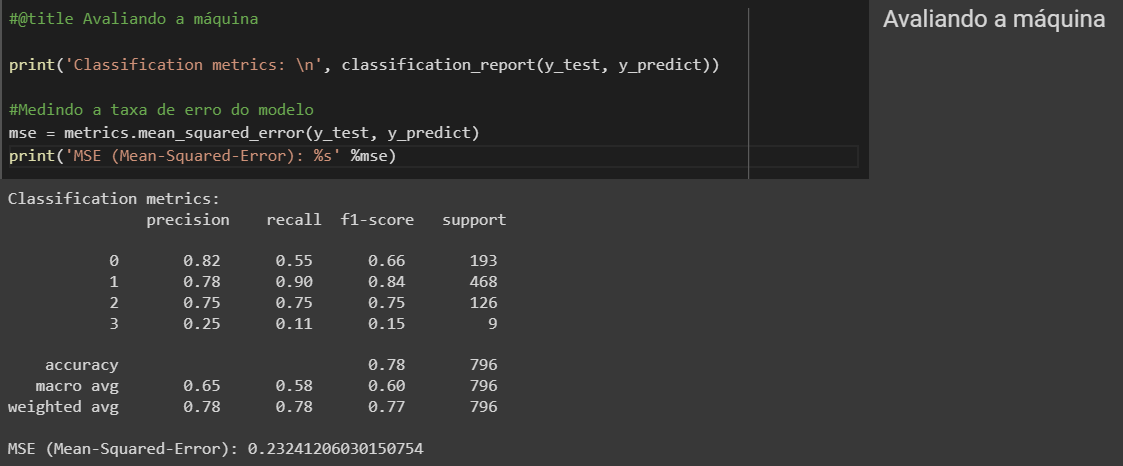 #@title Avaliando a máquina
print('Classification metrics: \n', classification_report(y_test, y_predict))
#Medindo a taxa de erro do modelo
mse = metrics.mean_squared_error(y_test, y_predict)
print('MSE (Mean-Squared-Error): %s' %mse)
Avaliando a máquina
Classification metrics:
precision recall f1-score support
0 0.82 0.55 0.66 193
1 0.78 0.90 0.84 468
2 0.75 0.75 0.75 126
3 0.25 0.11 0.15 9
accuracy 0.78 796
macro avg 0.65 0.58 0.60 796
weighted avg 0.78 0.78 0.77 796
MSE (Mean-Squared-Error): 0.23241206030150754